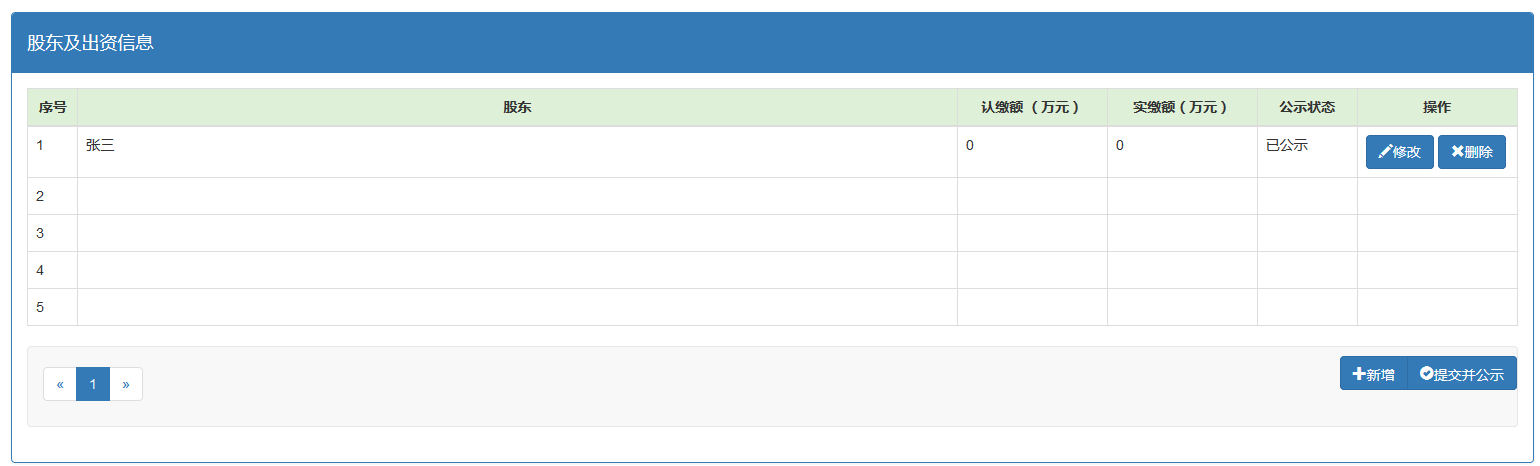 股东及出资信息
序号 股东 认缴额 （万元） 实缴额（万元） 公示状态 操作
1 张三 0 0 已公示 修改 删除
2
3
4
5
« 1 » 新增 提交并公示